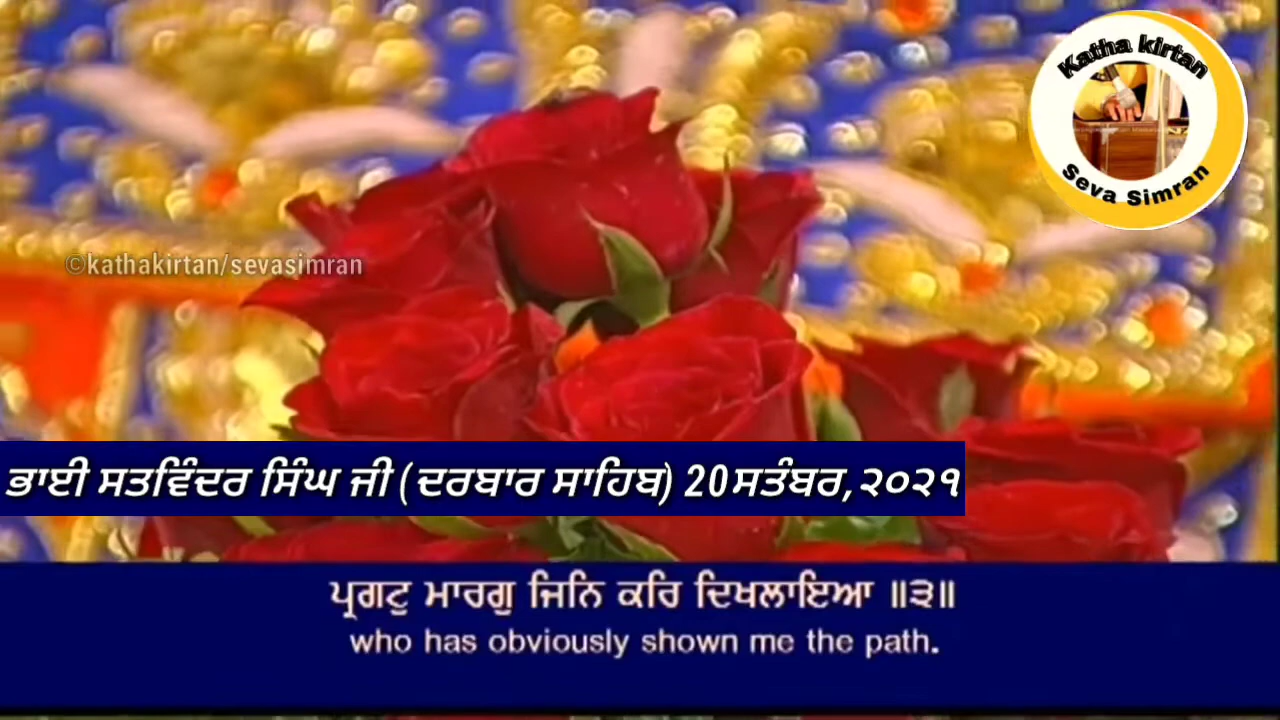 Katha kirtan
Seva Simran
©kathakirtan/sevasimran
ਭਾਈ ਸਤਵਿੰਦਰ ਸਿੰਘ ਜੀ (ਦਰਬਾਰ ਸਾਹਿਬ) 20ਸਤੰਬਰ,੨੦੨੧
ਪ੍ਰਗਟੁ ਮਾਰਗੁ ਜਿਨਿ ਕਰਿ ਦਿਖਲਾਇਆ ॥੩॥
who has obviously shown me the path.